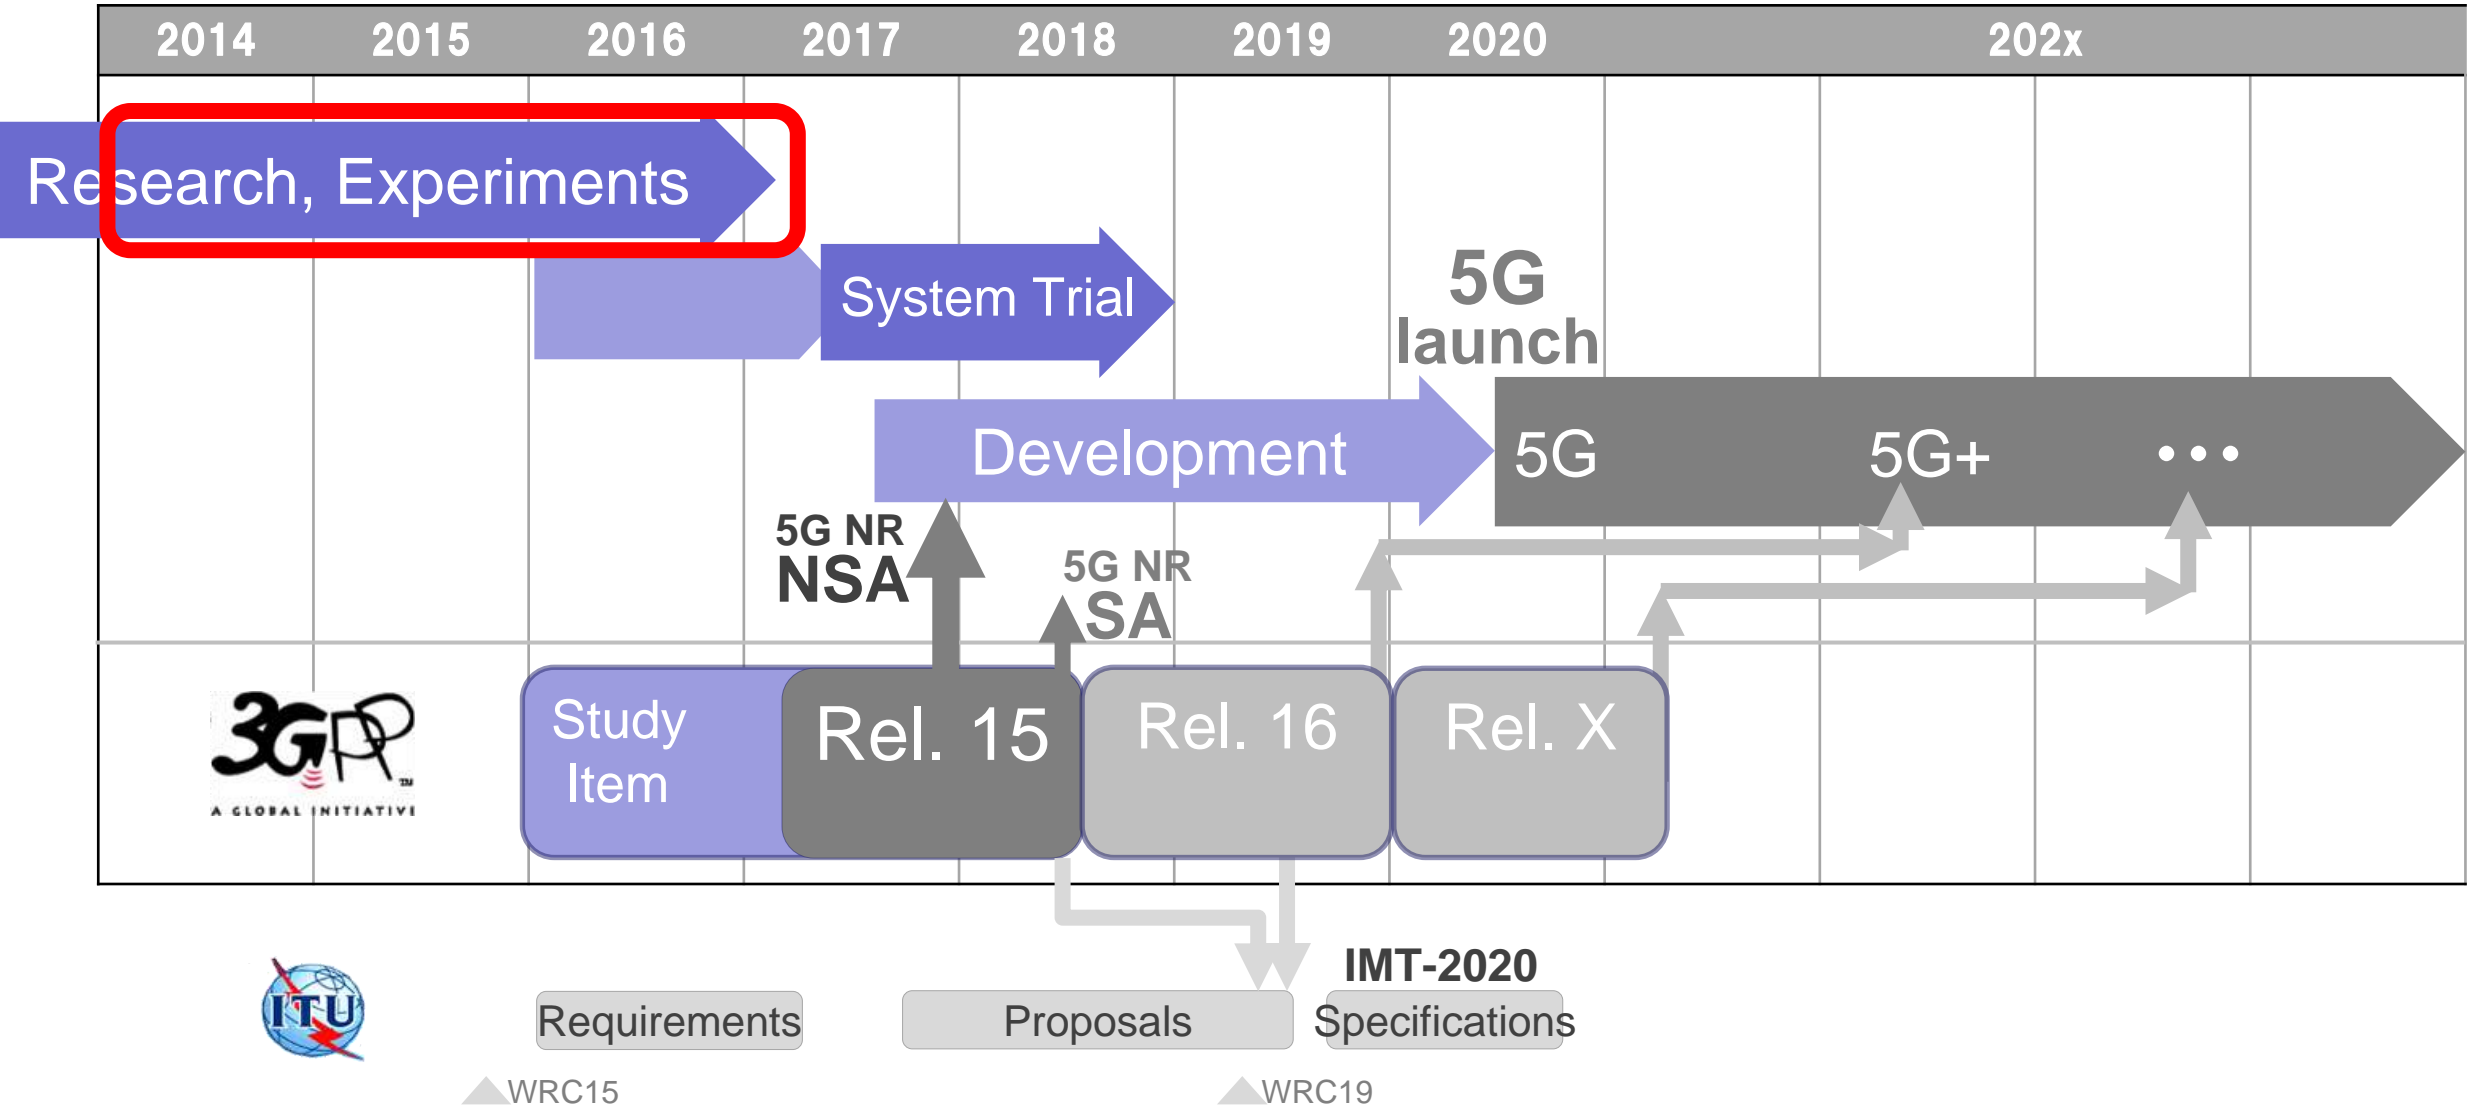 2014 2015 2016 2017 2018 2019 2020 202x
Research, Experiments
System Trial
5G
launch
Development
5G 5G+ •••
5G NR
NSA
5G NR
SA
3GPP
TM
A GLOBAL INITIATIVE
Study
Item
Rel. 15
Rel. 16
Rel. X
ITU
IMT-2020
Requirements
Proposals
Specifications
WRC15
WRC19